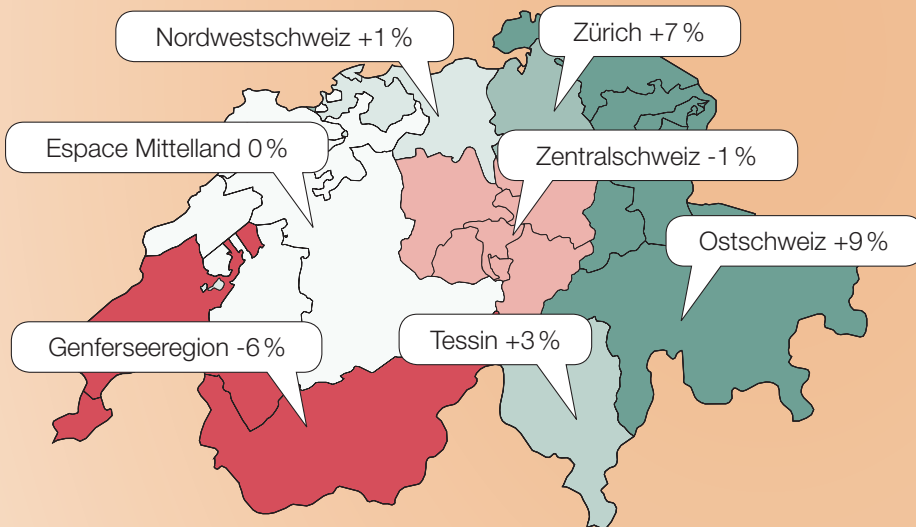 Nordwestschweiz +1 %
Zürich +7 %
Espace Mittelland 0 %
Zentralschweiz -1 %
Ostschweiz +9 %
Genferseeregion -6 %
Tessin +3 %